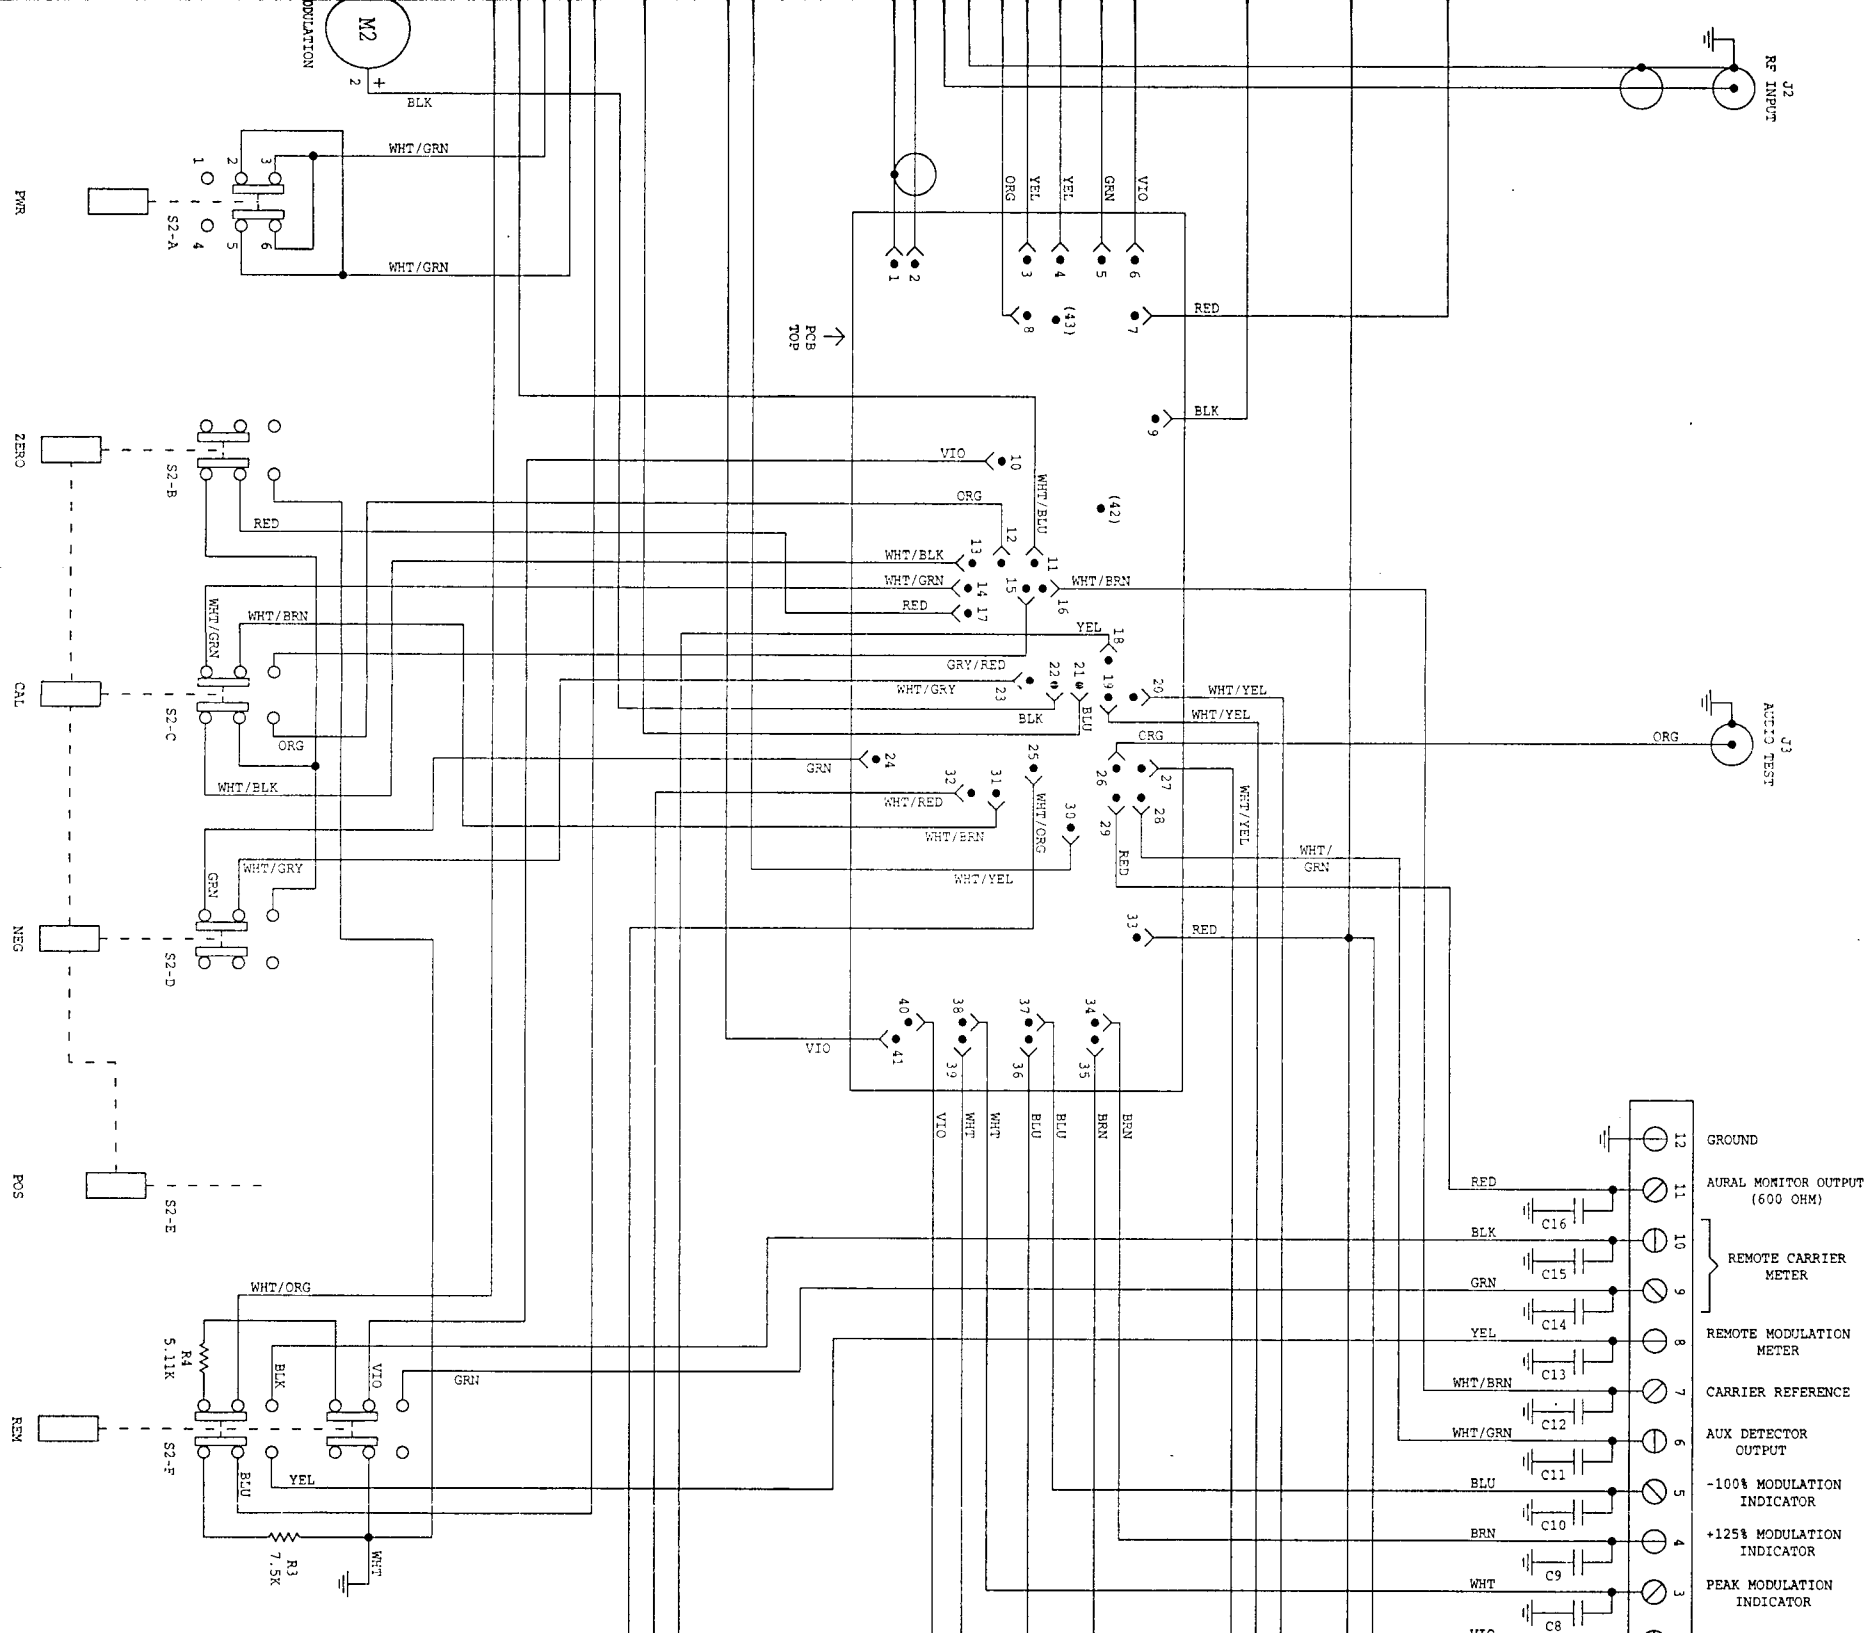 ODULATION
M2
2
+
BLK
J2
RF INPUT
WHT/GRN
1
2
3
PWR
S2-A
4
5
6
WHT/GRN
ORG
YEL
YEL
GRN
VIO
1
2
3
4
5
6
8
(43)
7
RED
PCB
TOP
9
BLK
ZERO
S2-B
VIO
10
ORG
WHT/BLU
(42)
RED
12
11
WHT/BLK
13
WHT/GRN
14
15
16
WHT/BRN
RED
17
WHT/GRN
WHT/BRN
YEL
18
GRY/RED
CAL
S2-C
WHT/GRY
23
22
21
19
20
WHT/YEL
BLK
BLU
WHT/YEL
ORG
ORG
ORG
J3
AUDIO TEST
GRN
24
25
26
27
WHT/BLK
32
31
WHT/RED
WHT/BRN
WHT/ORG
30
29
28
WHT/YEL
RED
WHT/
GRN
WHT/GRY
GRN
WHT/YEL
NEG
S2-D
33
RED
40
38
37
34
VIO
41
39
36
35
VIO
WHT
WHT
BLU
BLU
BRN
BRN
POS
S2-E
12
GROUND
RED
11
AURAL MONITOR OUTPUT
(600 OHM)
C16
BLK
10
C15
REMOTE CARRIER
METER
GRN
9
C14
WHT/ORG
YEL
8
REMOTE MODULATION
METER
C13
R4
5.11K
BLK
VIO
GRN
WHT/BRN
7
CARRIER REFERENCE
C12
REM
S2-F
WHT/GRN
6
AUX DETECTOR
OUTPUT
C11
BLU
YEL
BLU
5
-100% MODULATION
INDICATOR
C10
BRN
4
+125% MODULATION
INDICATOR
C9
R3
7.5K
WHT
WHT
3
PEAK MODULATION
INDICATOR
C8
VIO